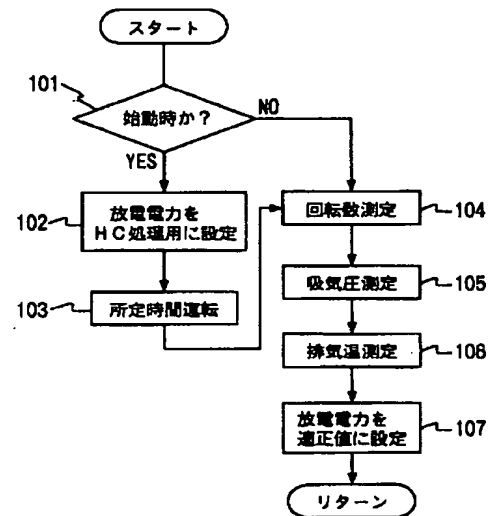 スタート
101
始動時か?
NO
YES
102
放電電力を
HC処理用に設定
103
所定時間運転
回転数測定
104
吸気圧測定
105
排気温測定
106
放電電力を
適正値に設定
107
リターン